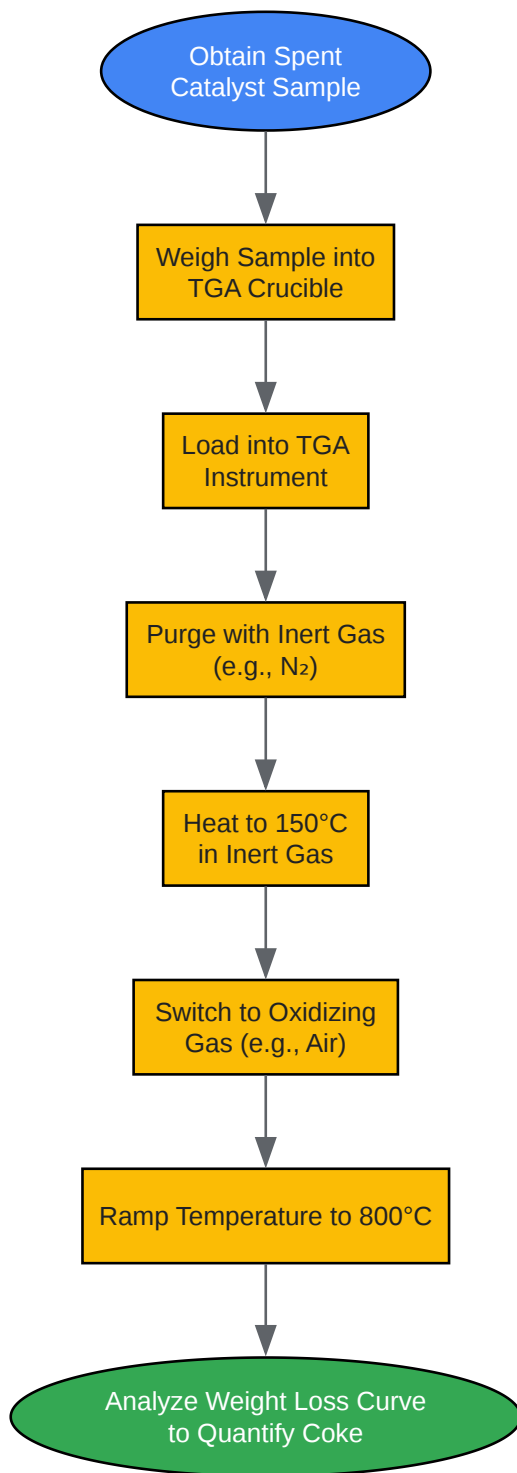 Obtain Spent
Catalyst Sample
Weigh Sample into
TGA Crucible
Load into TGA
Instrument
Purge with Inert Gas
(e.g., N₂)
Heat to 150°C
in Inert Gas
Switch to Oxidizing
Gas (e.g., Air)
Ramp Temperature to 800°C
Analyze Weight Loss Curve
to Quantify Coke